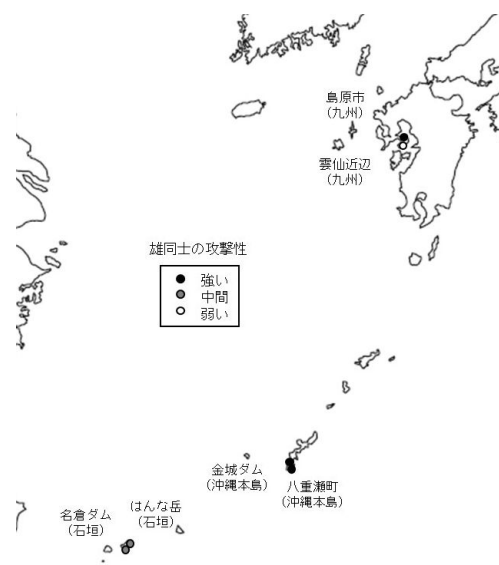 島原市
(九州)
雲仙近辺
(九州)
雄同士の攻撃性
強い
中間
弱い
金城ダム
(沖縄本島)
八重瀬町
(沖縄本島)
はんな岳
(石垣)
名倉ダム
(石垣)